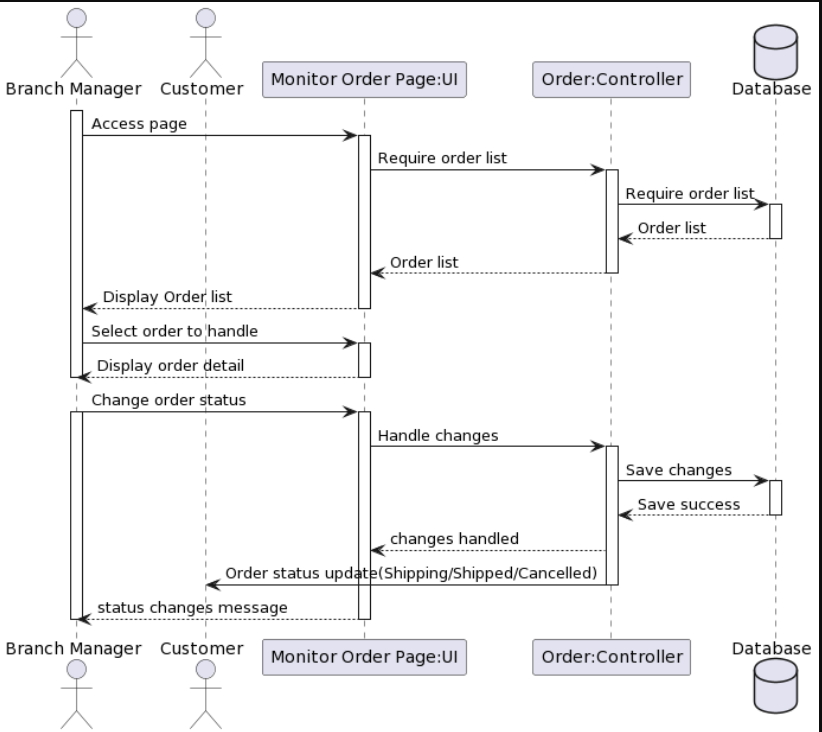 Branch Manager
Customer
Monitor Order Page:UI
Order:Controller
Database
Access page
Require order list
Require order list
Order list
Order list
Display Order list
Select order to handle
Display order detail
Change order status
Handle changes
Save changes
Save success
changes handled
Order status update(Shipping/Shipped/Cancelled)
status changes message
Branch Manager
Customer
Monitor Order Page:UI
Order:Controller
Database